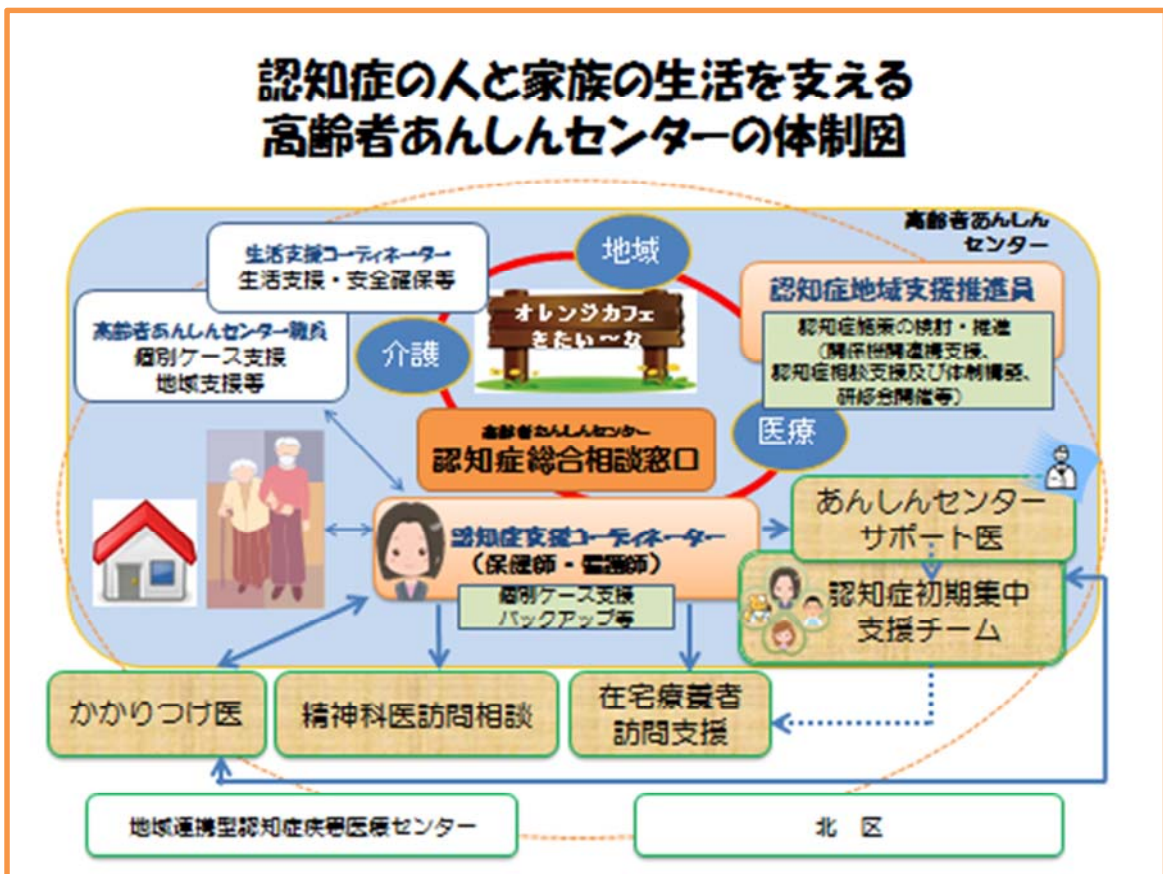 認知症の人と家族の生活を支える
高齢者あんしんセンターの体制図
高齢者あんしん
センター
生活支援コーディネーター
生活支援・安全確保等
地域
認知症地域支援推進員
認知症施策の検討・推進
(関係機関連携支援、
認知症相談支援及び体制構築、
研修会開催等)
高齢者あんしんセンター職員
個別ケース支援
地域支援等
介護
オレンジカフェ
きたい～な
医療
高齢者あんしんセンター
認知症総合相談窓口
あんしんセンター
サポート医
認知症支援コーディネーター
(保健師・看護師)
個別ケース支援
バックアップ等
認知症初期集中
支援チーム
かかりつけ医
精神科医訪問相談
在宅療養者
訪問支援
地域連携型認知症疾患医療センター
北 区